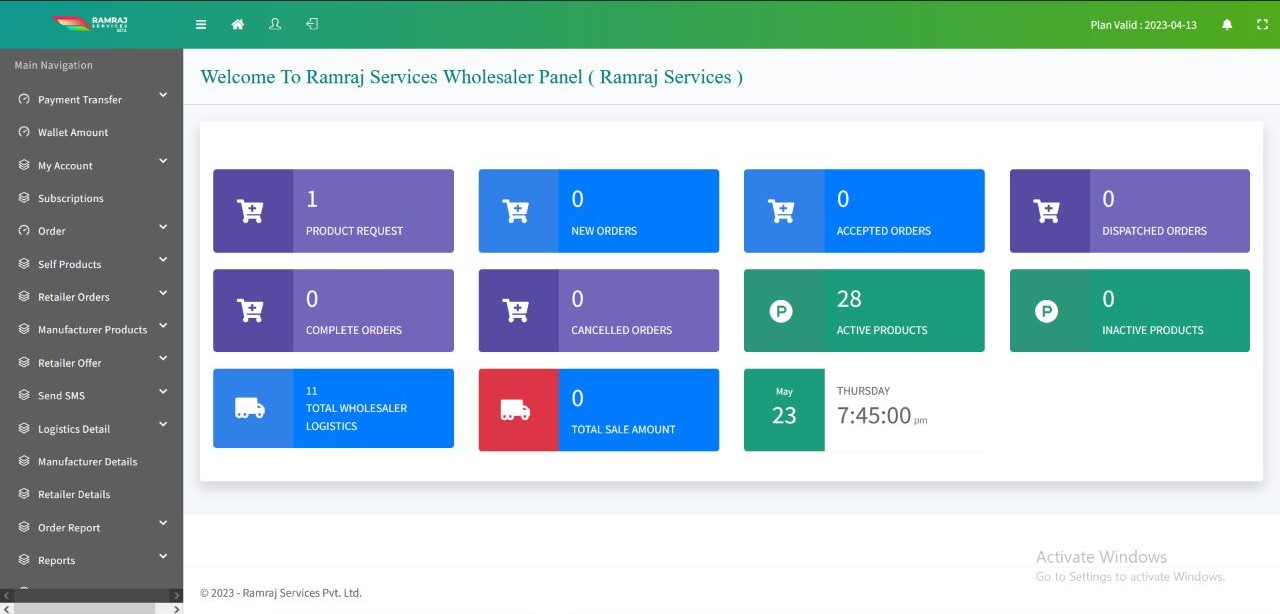 RAMRAJ
SERVICES
BETA
Plan Valid : 2023-04-13
Main Navigation
Payment Transfer
Wallet Amount
My Account
Subscriptions
Order
Self Products
Retailer Orders
Manufacturer Products
Retailer Offer
Send SMS
Logistics Detail
Manufacturer Details
Retailer Details
Order Report
Reports
Welcome To Ramraj Services Wholesaler Panel ( Ramraj Services )
1
PRODUCT REQUEST
0
NEW ORDERS
0
ACCEPTED ORDERS
0
DISPATCHED ORDERS
0
COMPLETE ORDERS
0
CANCELLED ORDERS
P
28
ACTIVE PRODUCTS
P
0
INACTIVE PRODUCTS
11
TOTAL WHOLESALER
LOGISTICS
0
TOTAL SALE AMOUNT
May
23
THURSDAY
7:45:00 pm
Activate Windows
Go to Settings to activate Windows.
© 2023 - Ramraj Services Pvt. Ltd.